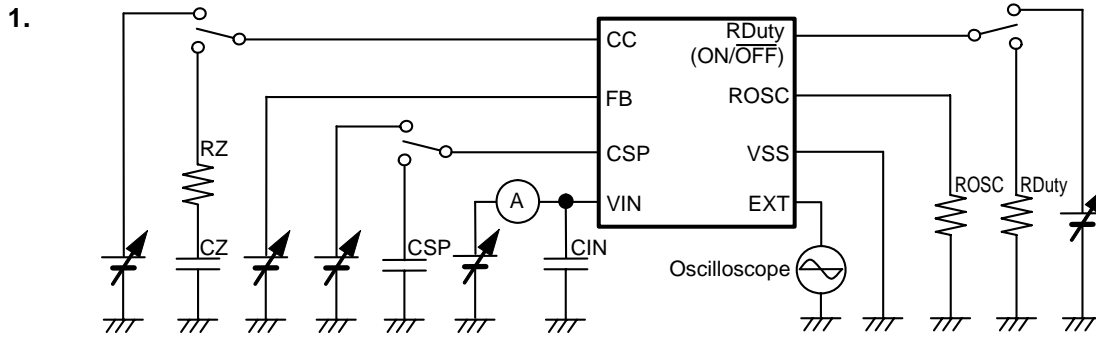 1.
CC
RDuty
(ON/OFF)
FB
ROSC
CSP
VSS
RZ
A
VIN
EXT
ROSC
RDuty
CZ
CSP
CIN
Oscilloscope